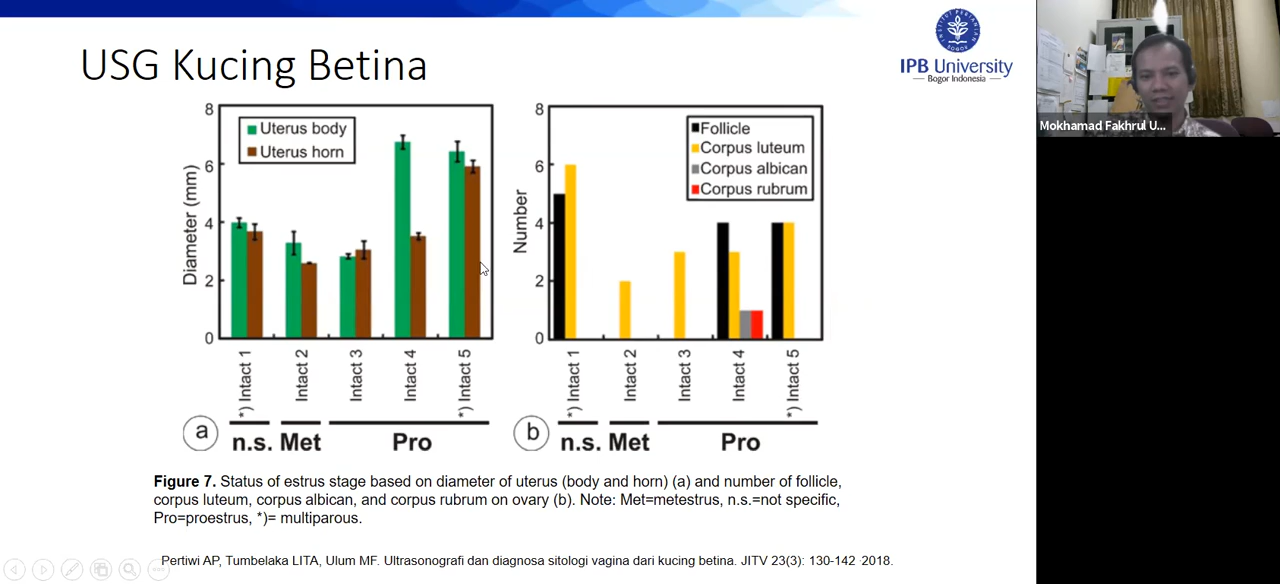 USG Kucing Betina
IPB University
Bogor Indonesia
Mokhamad Fakhrul U...
8
6
4
2
0
Diameter (mm)
Uterus body
Uterus horn
*) Intact 1
Intact 2
Intact 3
Intact 4
*) Intact 5
a
n.s.
Met
Pro
8
6
4
2
0
Number
Follicle
Corpus luteum
Corpus albican
Corpus rubrum
*) Intact 1
Intact 2
Intact 3
Intact 4
*) Intact 5
b
n.s.
Met
Pro
Figure 7. Status of estrus stage based on diameter of uterus (body and horn) (a) and number of follicle,
corpus luteum, corpus albican, and corpus rubrum on ovary (b). Note: Met=metestrus, n.s.=not specific,
Pro=proestrus, *)= multiparous.
Pertiwi AP, Tumbelaka LITA, Ulum MF. Ultrasonografi dan diagnosa sitologi vagina dari kucing betina. JITV 23(3): 130-142 2018.